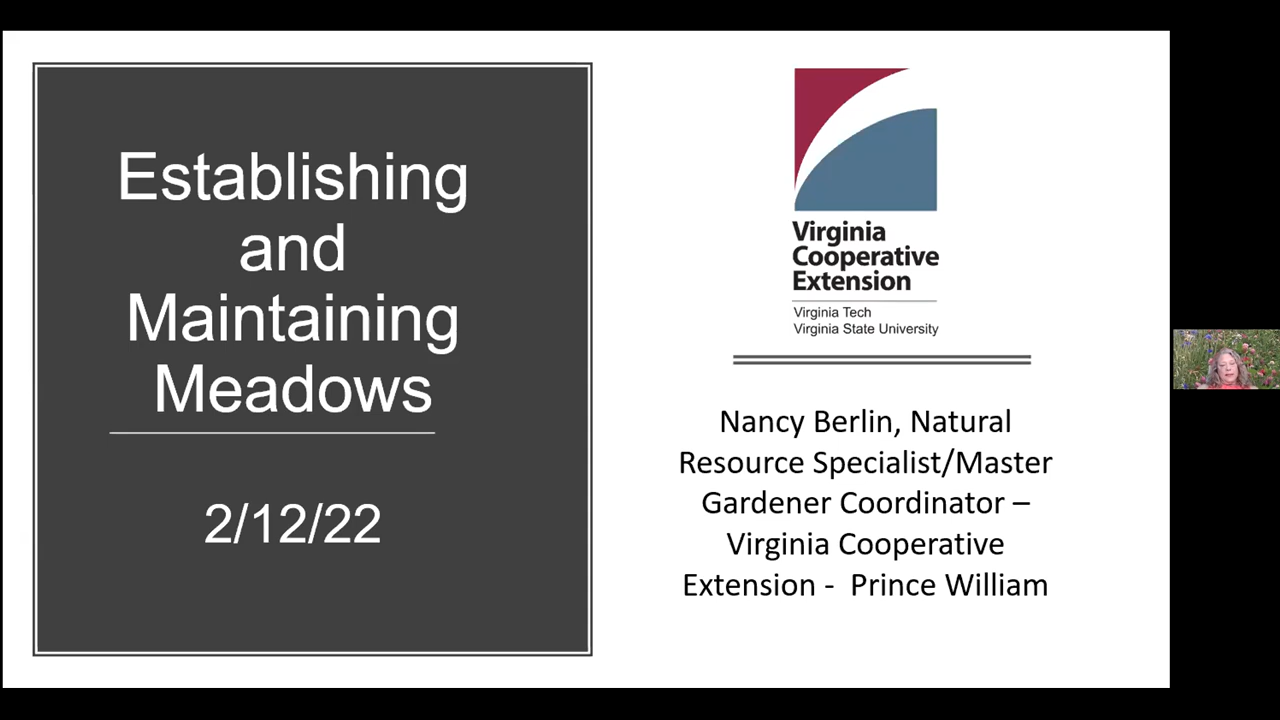 Establishing
and
Maintaining
Meadows
2/12/22
Virginia
Cooperative
Extension
Virginia Tech
Virginia State University
Nancy Berlin, Natural
Resource Specialist/Master
Gardener Coordinator –
Virginia Cooperative
Extension - Prince William